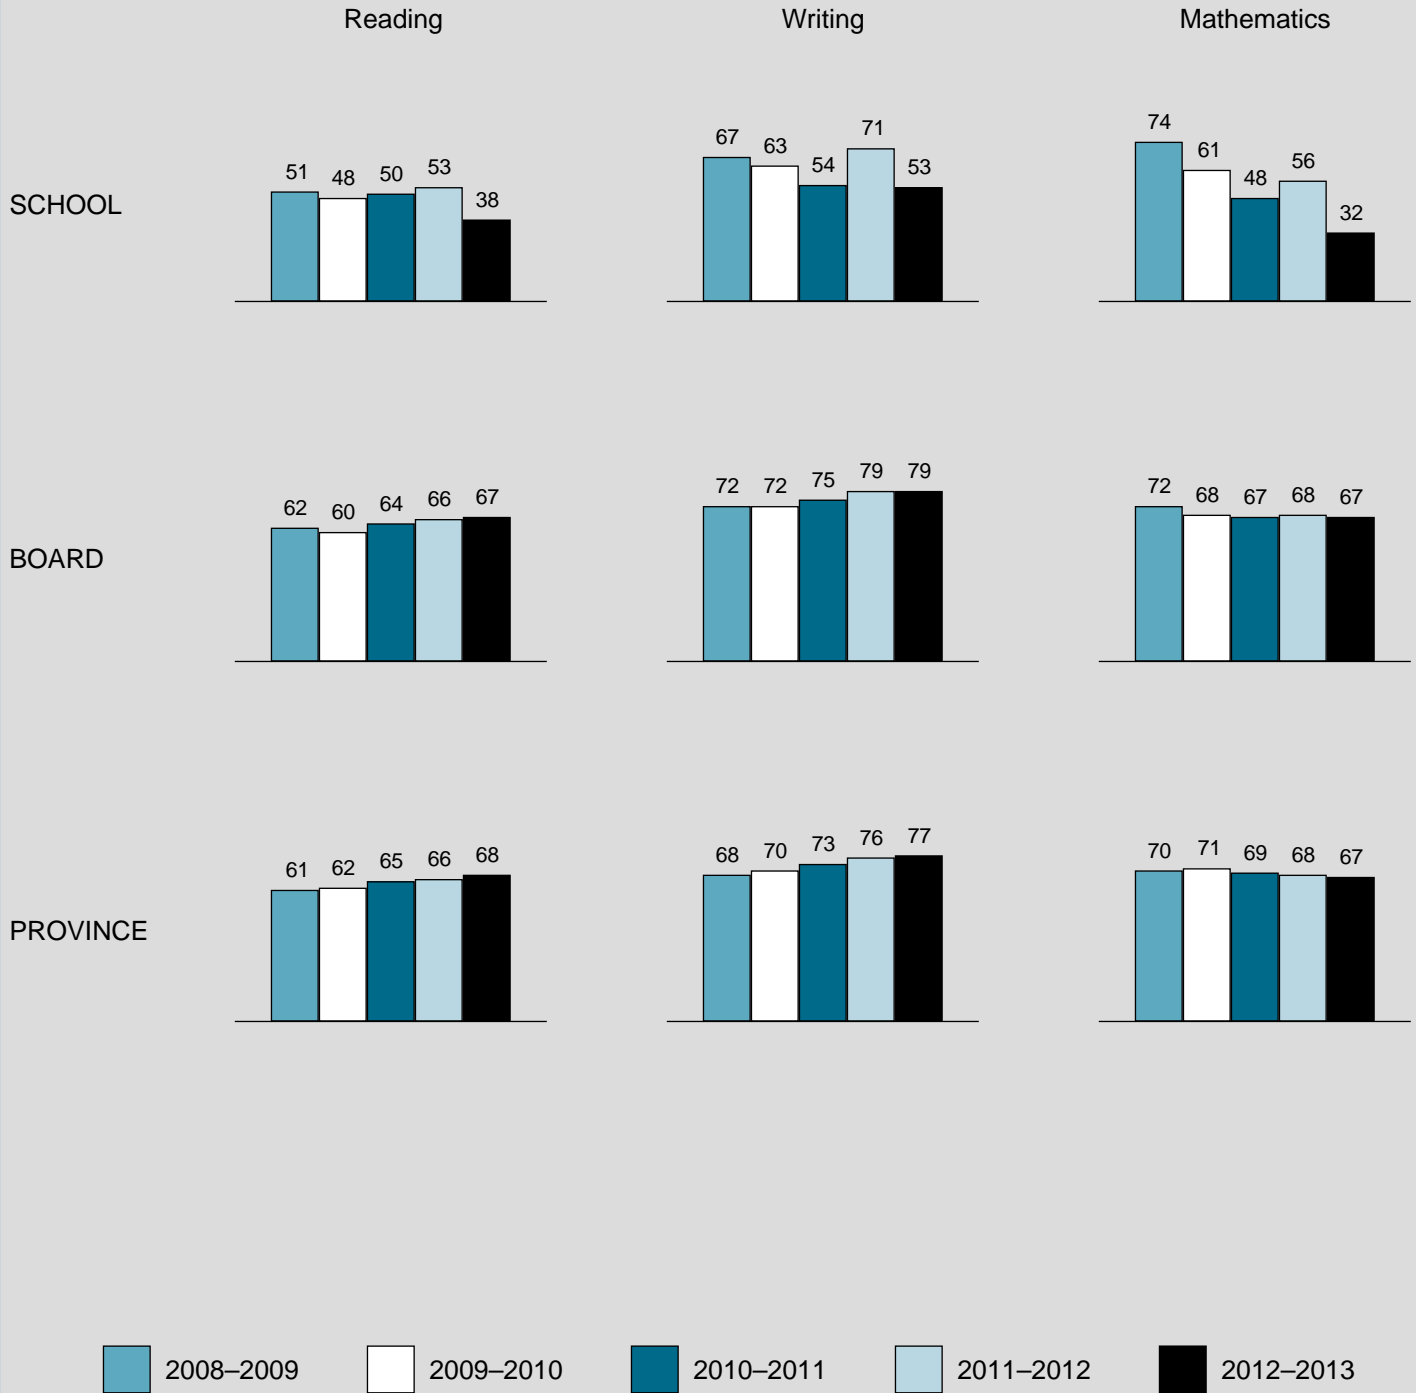 Reading Writing Mathematics
SCHOOL
51 48 50 53 38
67 63 54 71 53
74 61 48 56 32
BOARD
62 60 64 66 67
72 72 75 79 79
72 68 67 68 67
PROVINCE
61 62 65 66 68
68 70 73 76 77
70 71 69 68 67
2008–2009 2009–2010 2010–2011 2011–2012 2012–2013